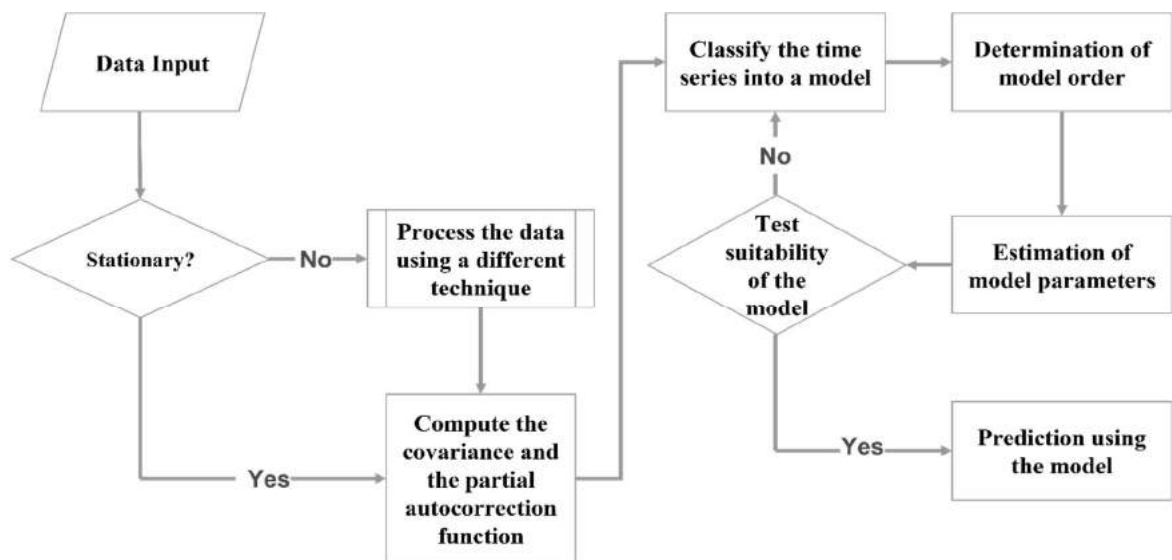 Data Input
Stationary?
No
Process the data
using a different
technique
Yes
Compute the
covariance and
the partial
autocorrection
function
Classify the time
series into a model
Determination of
model order
Estimation of
model parameters
Test
suitability
of the
model
No
Yes
Prediction using
the model